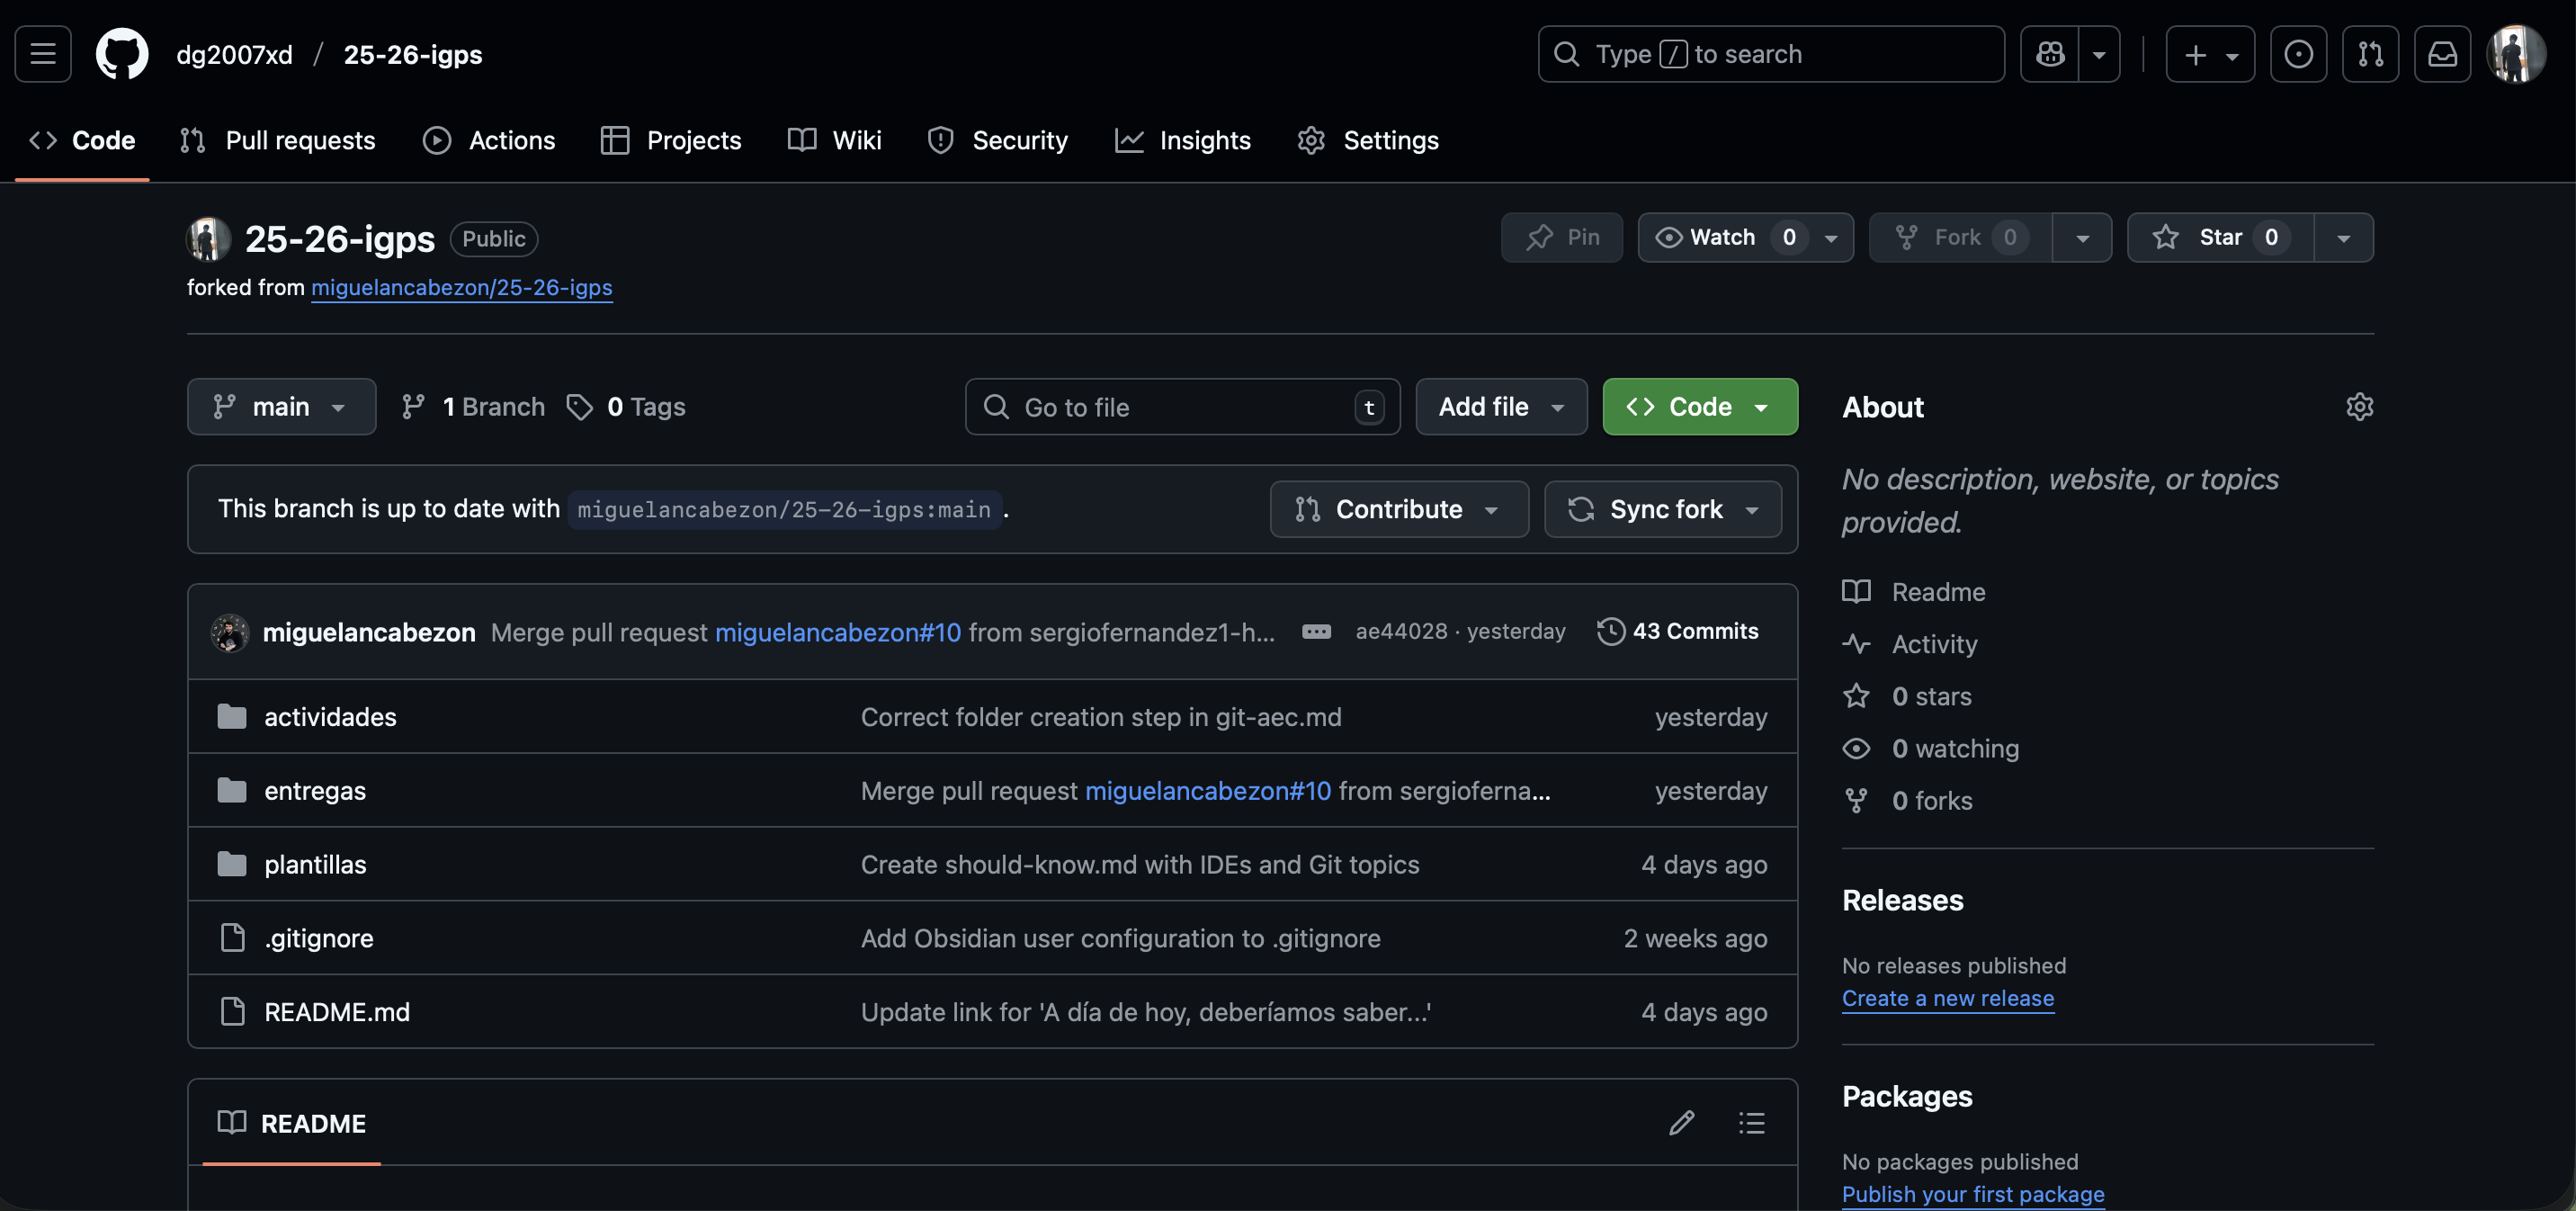 dg2007xd / 25-26-igps
Type / to search
Code
Pull requests
Actions
Projects
Wiki
Security
Insights
Settings
25-26-igps Public
Pin
Watch 0
Fork 0
Star 0
forked from miguelancabezon/25-26-igps
main
1 Branch
0 Tags
Go to file t
Add file
Code
This branch is up to date with miguelancabezon/25-26-igps:main .
Contribute
Sync fork
miguelancabezon Merge pull request miguelancabezon#10 from sergiofernandez1-h... ae44028 · yesterday 43 Commits
actividades Correct folder creation step in git-aec.md yesterday
entregas Merge pull request miguelancabezon#10 from sergioferna... yesterday
plantillas Create should-know.md with IDEs and Git topics 4 days ago
.gitignore Add Obsidian user configuration to .gitignore 2 weeks ago
README.md Update link for 'A día de hoy, deberíamos saber...' 4 days ago
README
About
No description, website, or topics
provided.
Readme
Activity
0 stars
0 watching
0 forks
Releases
No releases published
Create a new release
Packages
No packages published
Publish your first package